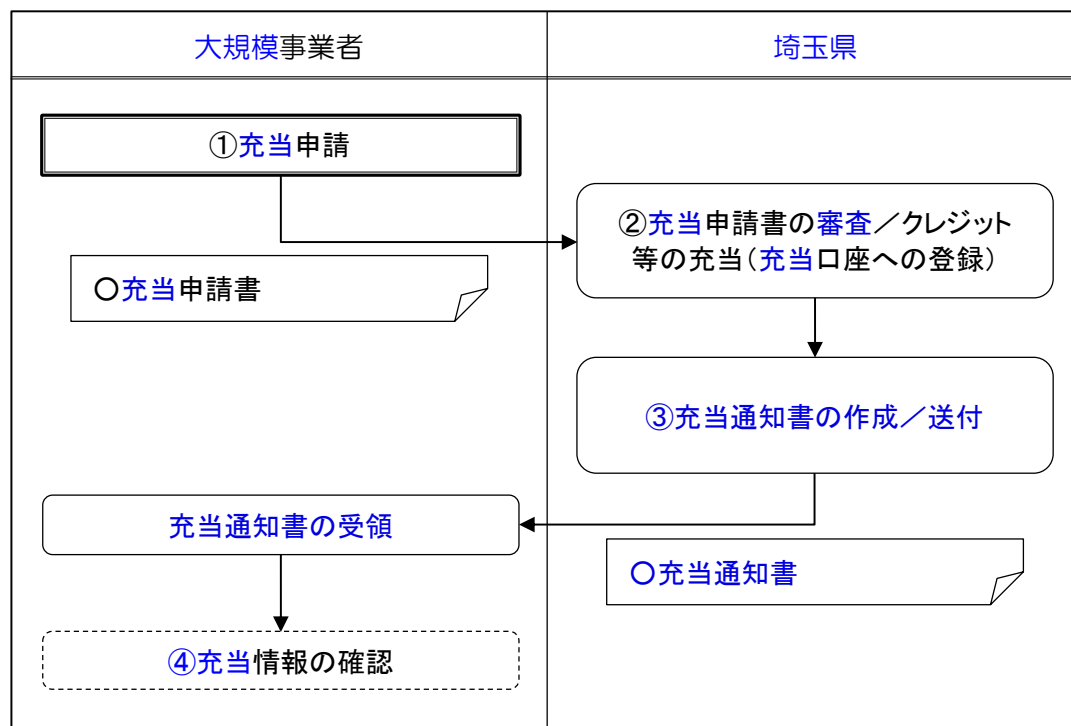 大規模事業者
埼玉県
①充当申請
②充当申請書の審査／クレジット
等の充当（充当口座への登録）
〇充当申請書
③充当通知書の作成／送付
充当通知書の受領
〇充当通知書
④充当情報の確認